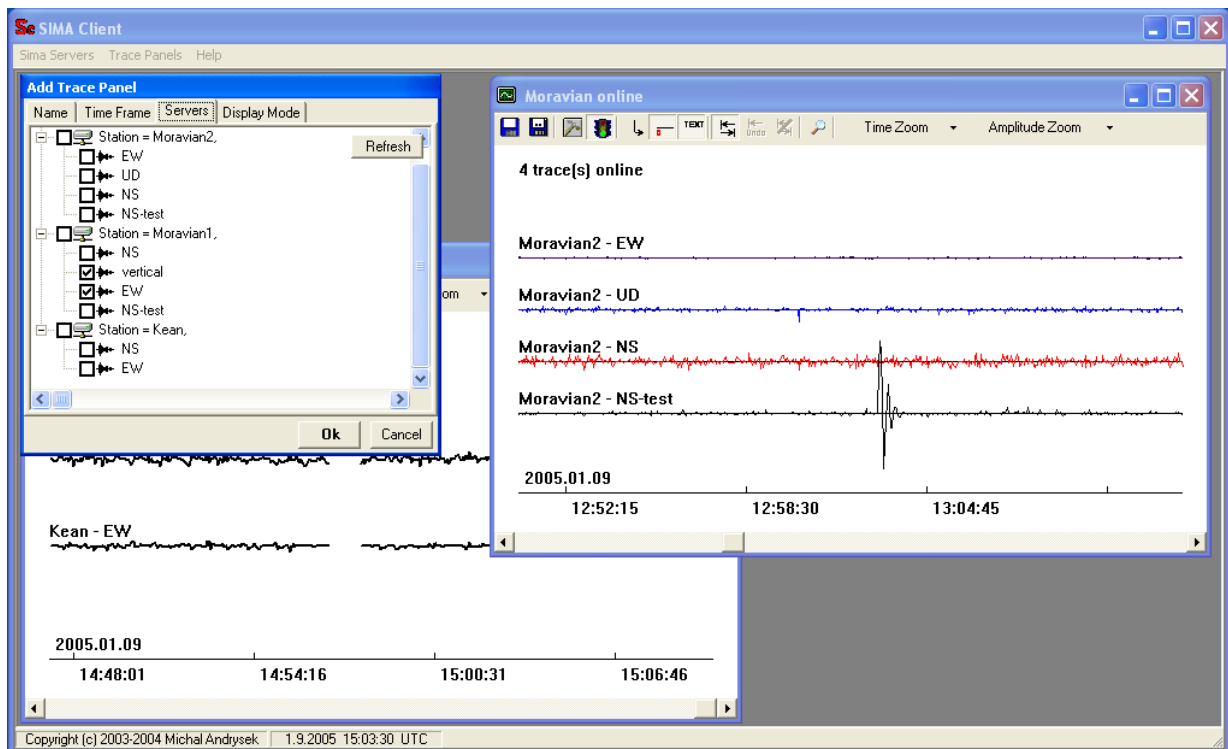 Sc SIMA Client
Sima Servers Trace Panels Help
Add Trace Panel
Name Time Frame Servers Display Mode
Station = Moravian2,
Refresh
EW
UD
NS
NS-test
Station = Moravian1,
NS
vertical
EW
NS-test
Station = Kean,
NS
EW
Ok Cancel
om
Kean - EW
2005.01.09
14:48:01 14:54:16 15:00:31 15:06:46
Moravian online
TEXT Undo Time Zoom Amplitude Zoom
4 trace(s) online
Moravian2 - EW
Moravian2 - UD
Moravian2 - NS
Moravian2 - NS-test
2005.01.09
12:52:15 12:58:30 13:04:45
Copyright (c) 2003-2004 Michal Andrysek 1.9.2005 15:03:30 UTC